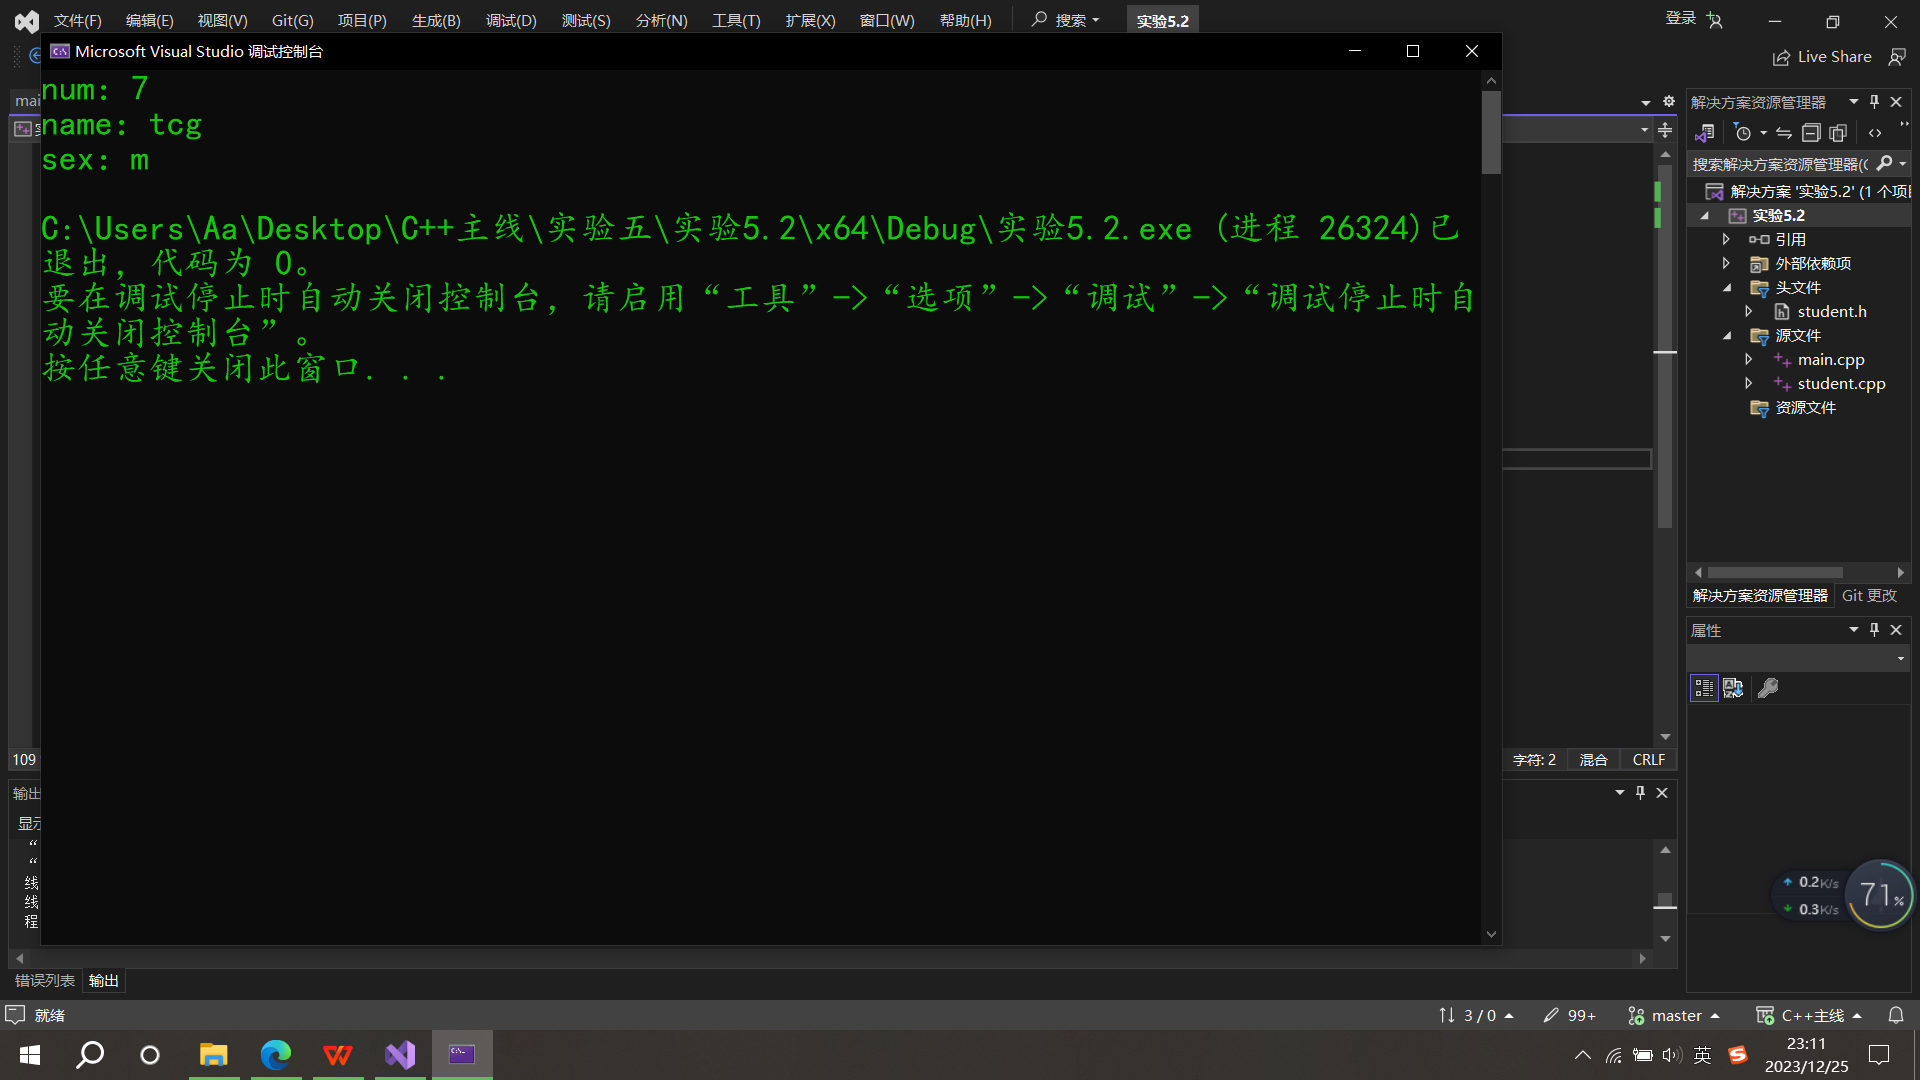 文件(F) 编辑(E) 视图(V) Git(G) 项目(P) 生成(B) 调试(D) 测试(S) 分析(N) 工具(T) 扩展(X) 窗口(W) 帮助(H) 搜索 实验5.2 登录
Microsoft Visual Studio 调试控制台
Live Share
num: 7
name: tcg
sex: m
C:\Users\Aa\Desktop\C++主线\实验五\实验5.2\x64\Debug\实验5.2.exe (进程 26324)已
退出，代码为 0。
要在调试停止时自动关闭控制台，请启用“工具”->“选项”->“调试”->“调试停止时自
动关闭控制台”。
按任意键关闭此窗口. . .
解决方案资源管理器
搜索解决方案资源管理器(
解决方案 '实验5.2' (1 个项
实验5.2
引用
外部依赖项
头文件
student.h
源文件
main.cpp
student.cpp
资源文件
解决方案资源管理器 Git 更改
属性
109
字符: 2 混合 CRLF
输出
显示
“
“
线
线
程
0.2K/s
0.3K/s
71%
错误列表 输出
就绪
3 / 0 99+ master C++主线
英
23:11
2023/12/25